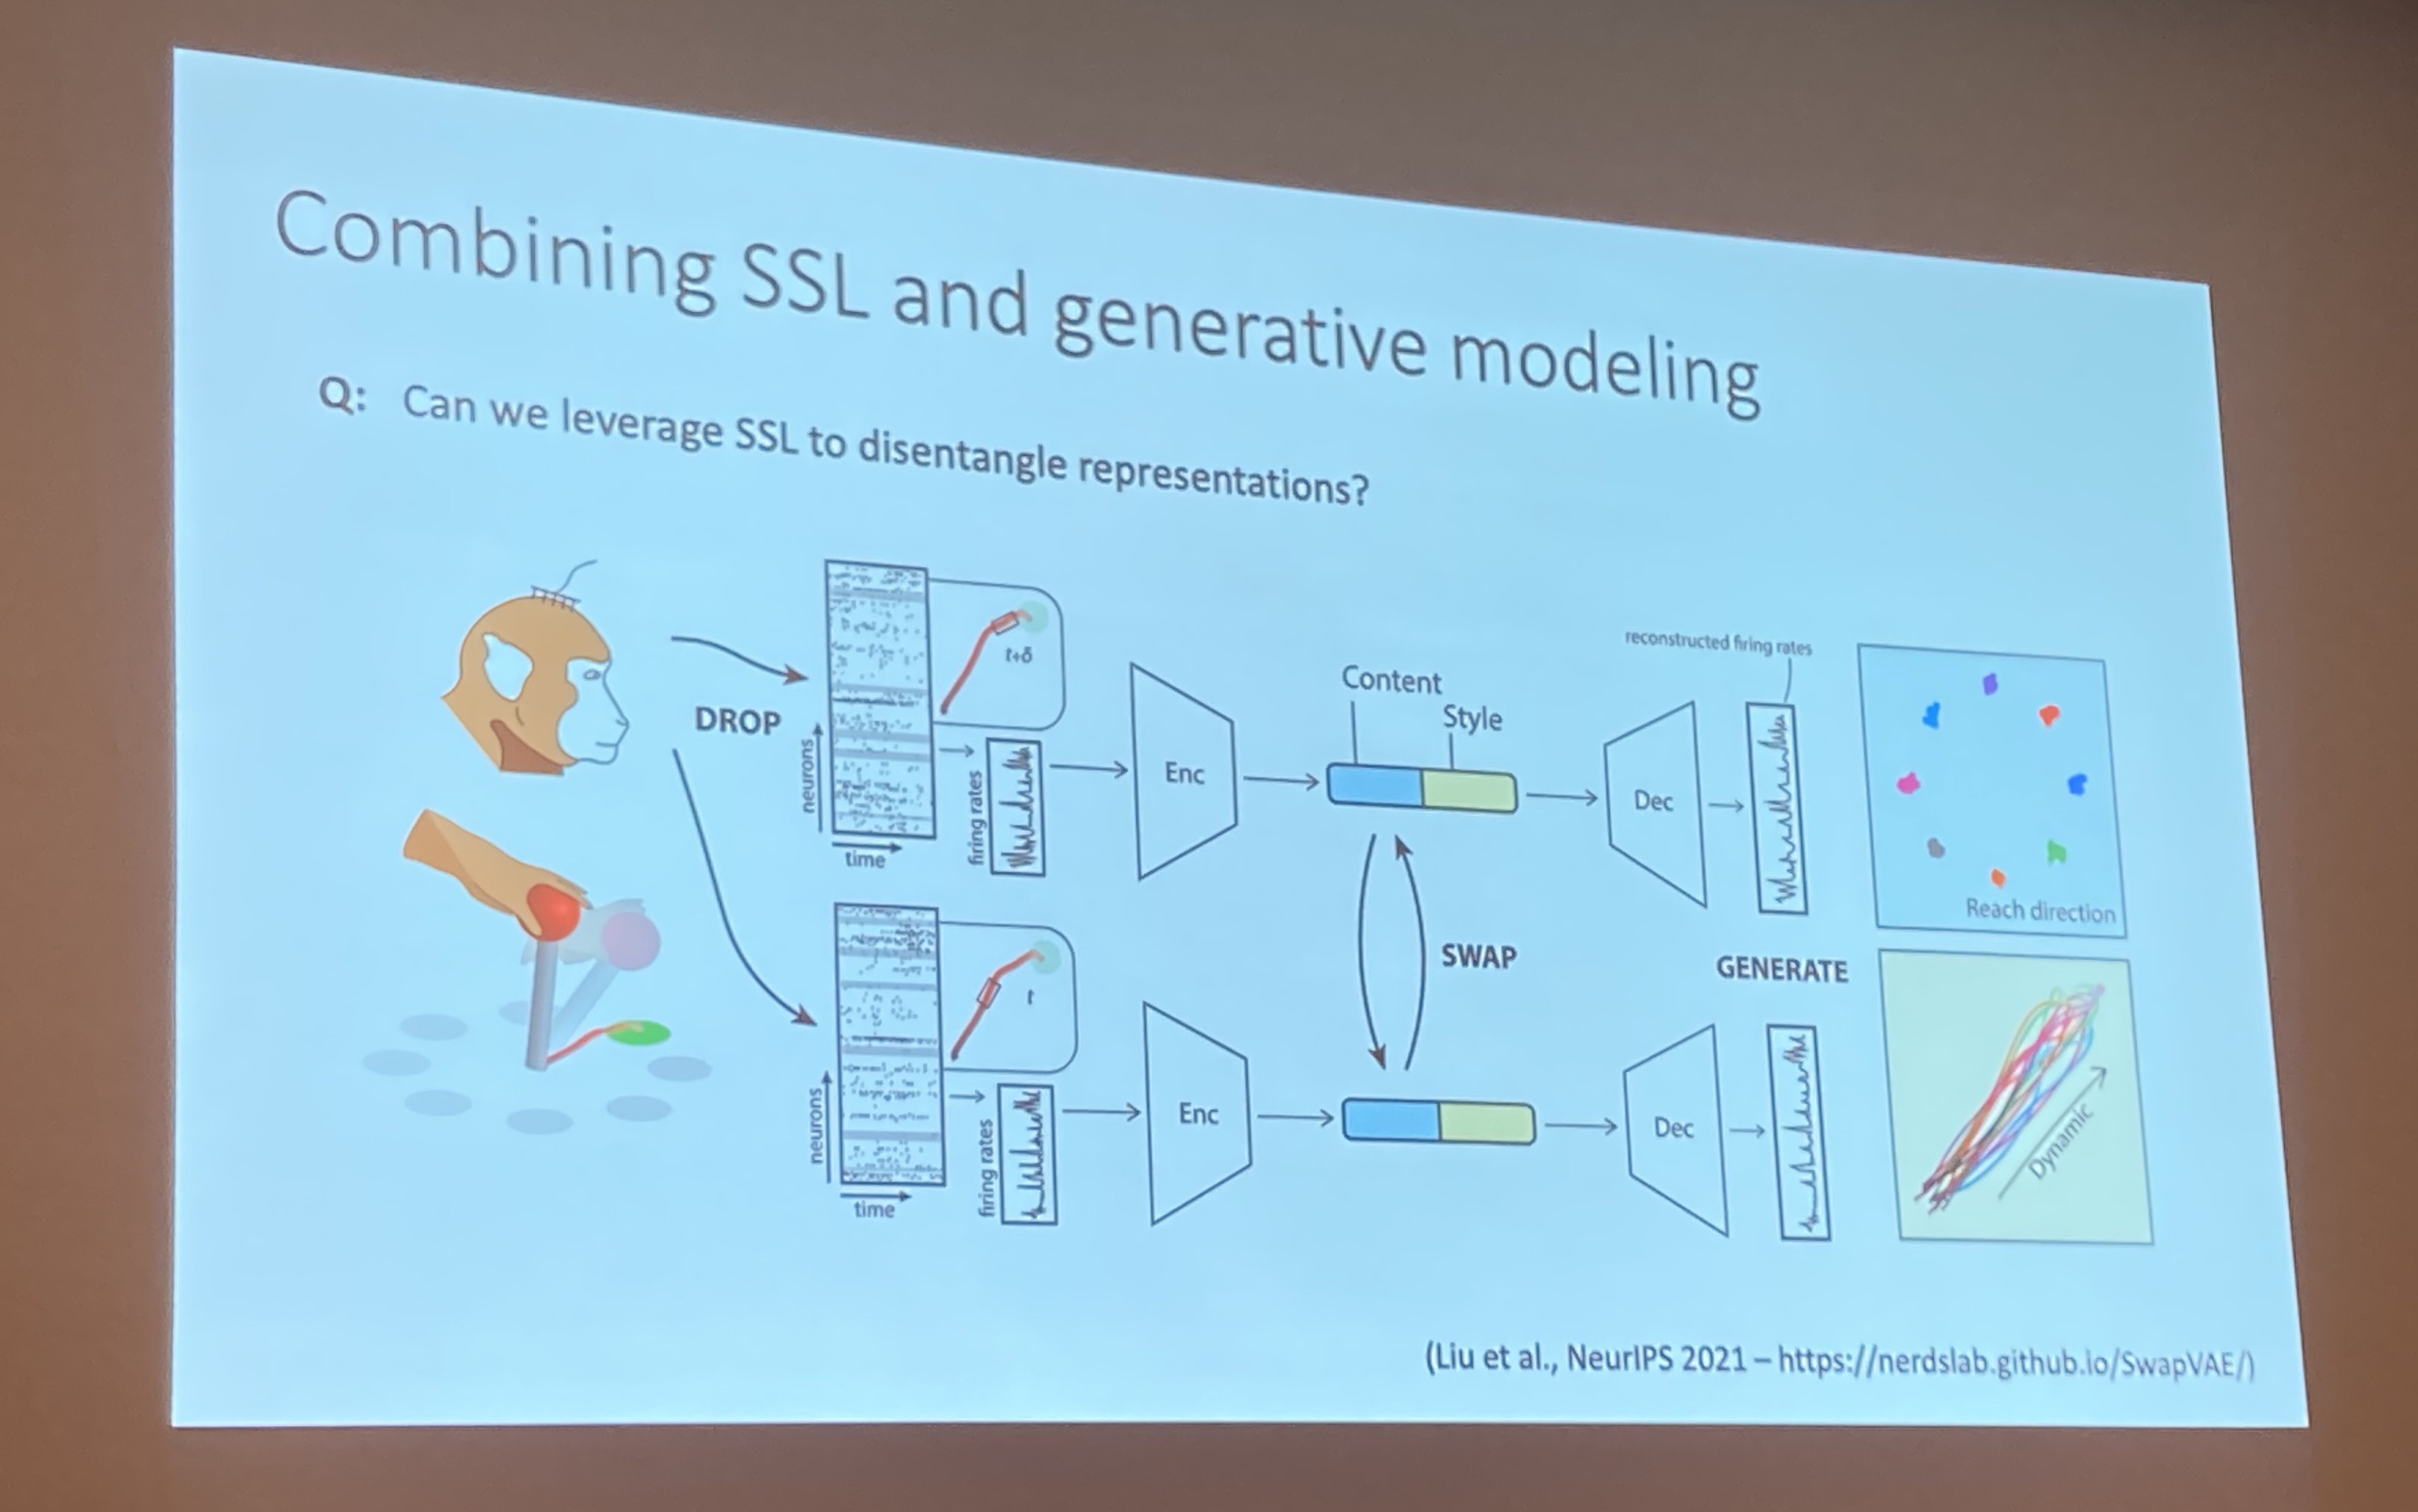 Combining SSL and generative modeling
Q: Can we leverage SSL to disentangle representations?
DROP
neurons
time
t+δ
firing rates
Enc
Content
Style
Dec
reconstructed firing rates
Reach direction
SWAP
GENERATE
neurons
time
t
firing rates
Enc
Dec
Dynamic
(Liu et al., NeurIPS 2021 – https://nerdslab.github.io/SwapVAE/)